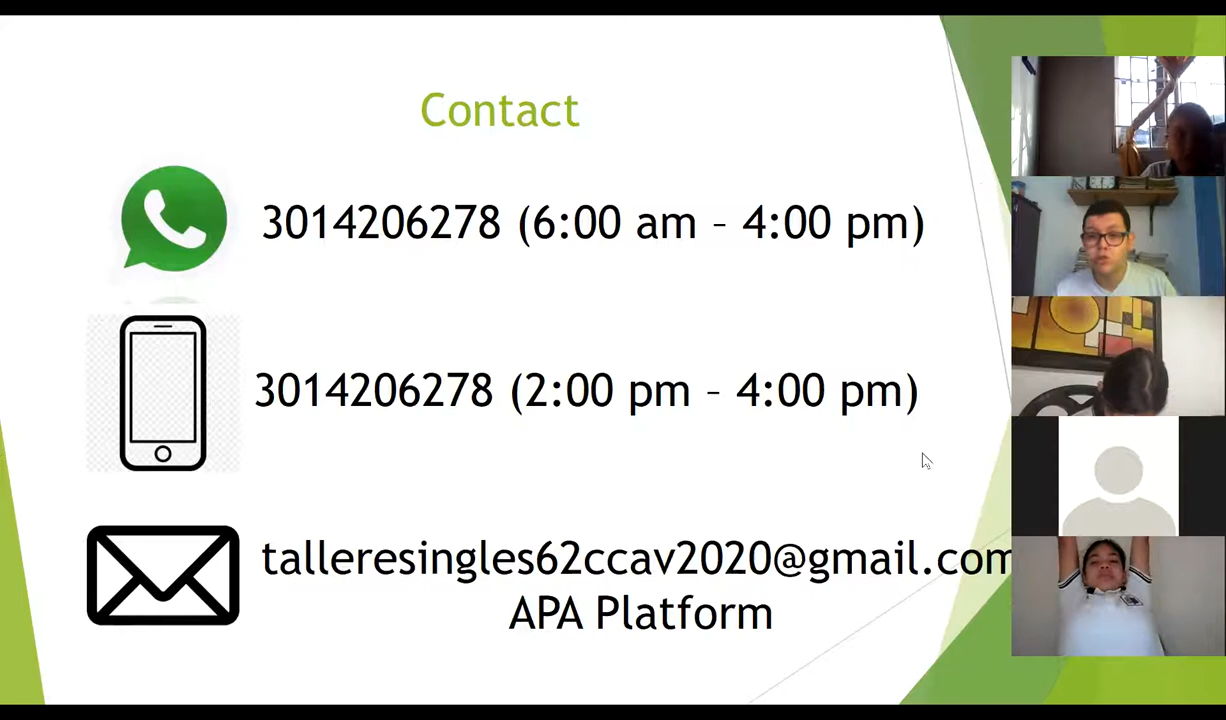 Contact
3014206278 (6:00 am – 4:00 pm)
3014206278 (2:00 pm – 4:00 pm)
talleresingles62ccav2020@gmail.com
APA Platform